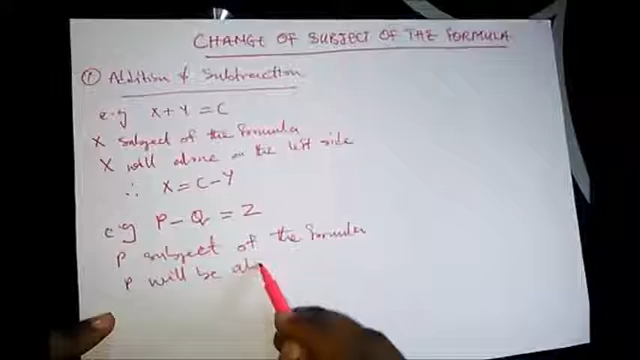 CHANGE OF SUBJECT OF THE FORMULA
① Addition & Subtraction
e.g X + Y = C
X subject of the formula
X will alone on the left side
∴ X = C - Y
e.g P - Q = Z
P subject of the formula
P will be alo